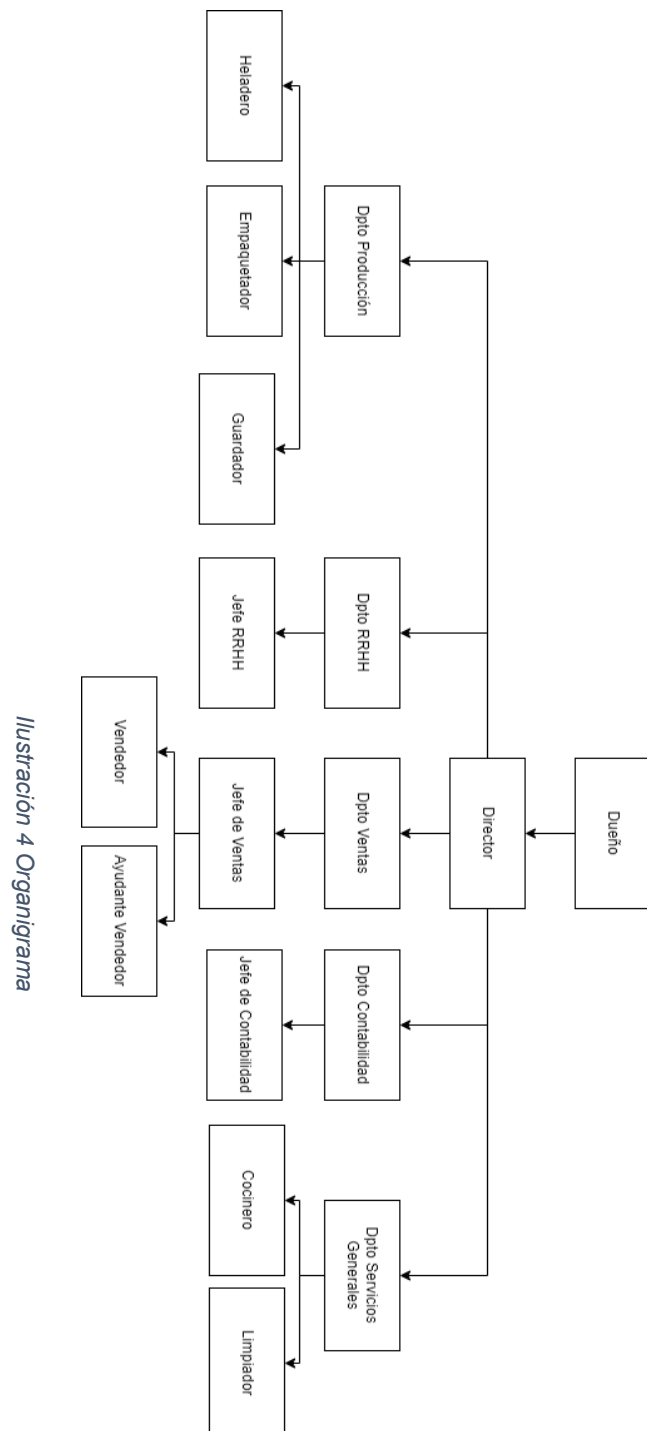 Dueño
Director
Dpto Producción
Dpto RRHH
Dpto Ventas
Dpto Contabilidad
Dpto Servicios
Generales
Heladero
Empaquetador
Guardador
Jefe RRHH
Jefe de Ventas
Jefe de Contabilidad
Cocinero
Limpiador
Vendedor
Ayudante Vendedor
Ilustración 4 Organigrama